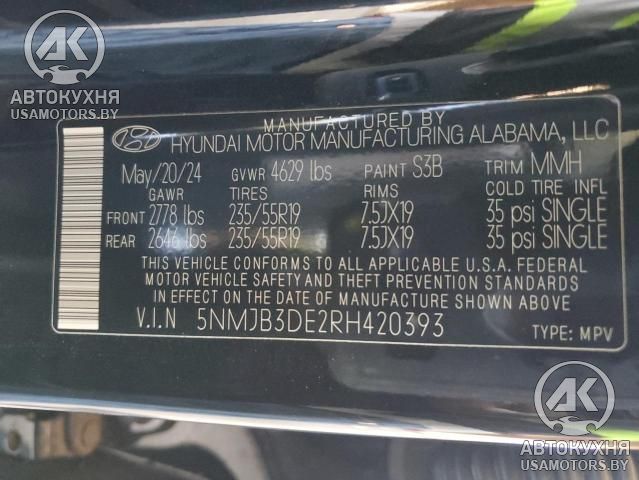 AK
АВТОКУХНЯ
USAMOTORS.BY
MANUFACTURED BY
HYUNDAI MOTOR MANUFACTURING ALABAMA, LLC
May/20/24 GVWR 4629 lbs PAINT S3B TRIM MMH
GAWR TIRES RIMS COLD TIRE INFL
FRONT 2778 lbs 235/55R19 7.5JX19 35 psi SINGLE
REAR 2646 lbs 235/55R19 7.5JX19 35 psi SINGLE
THIS VEHICLE CONFORMS TO ALL APPLICABLE U.S.A. FEDERAL
MOTOR VEHICLE SAFETY AND THEFT PREVENTION STANDARDS
IN EFFECT ON THE DATE OF MANUFACTURE SHOWN ABOVE.
V.I.N 5NMJB3DE2RH420393 TYPE: MPV
AK
АВТОКУХНЯ
USAMOTORS.BY